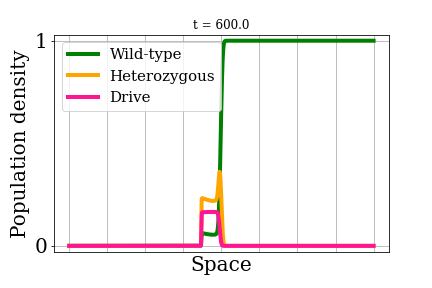 t = 600.0
Population density
1
0
Wild-type
Heterozygous
Drive
Space